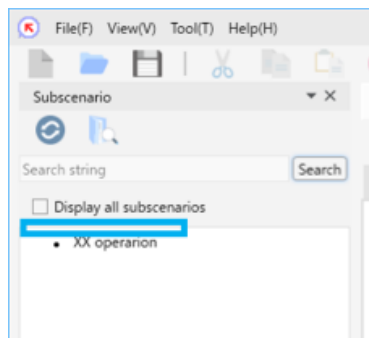 File(F) View(V) Tool(T) Help(H)
Subscenario
Search string Search
Display all subscenarios
XX operarion